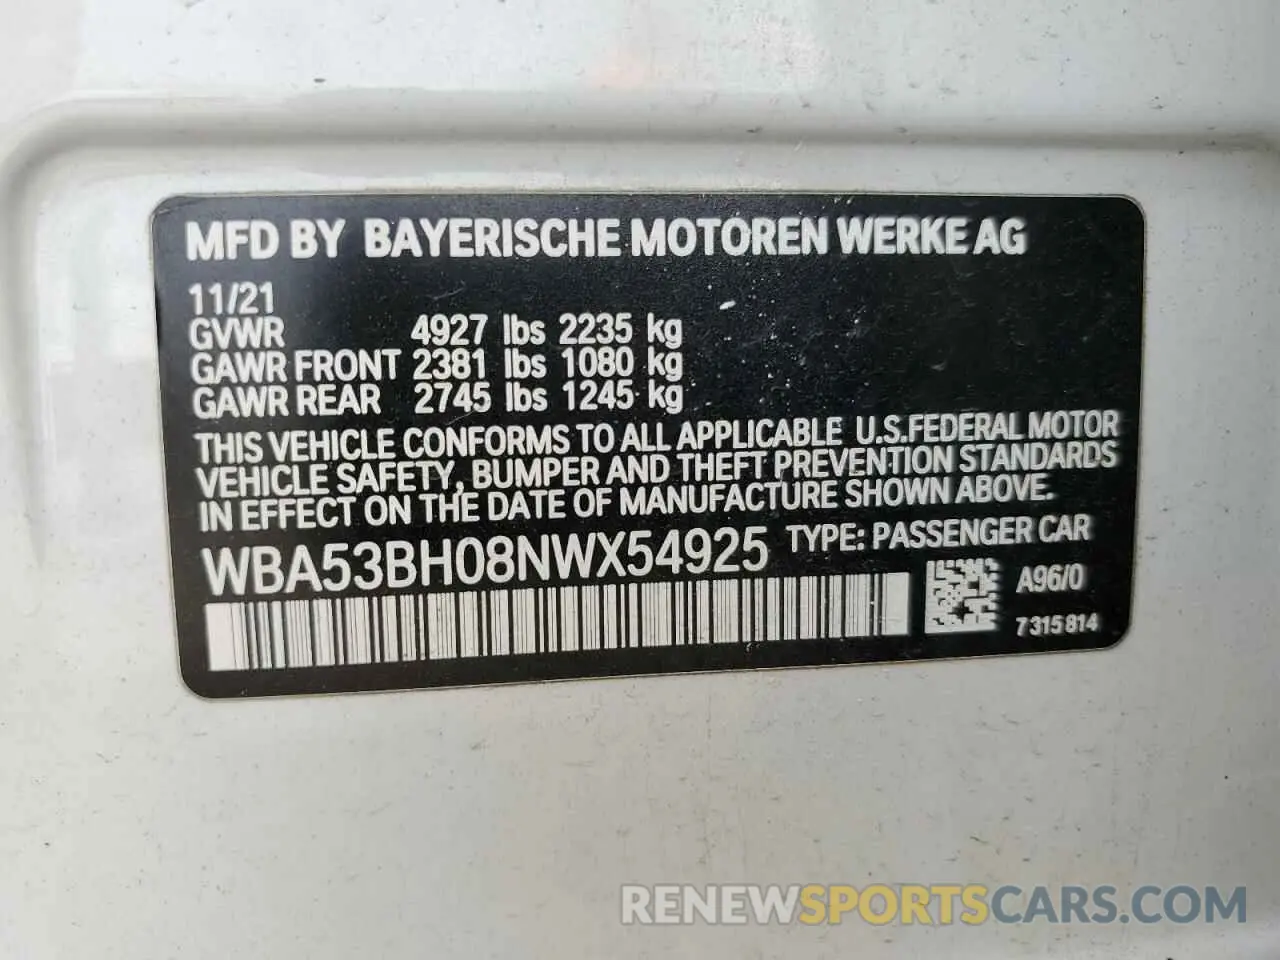 MFD BY BAYERISCHE MOTOREN WERKE AG
11/21
GVWR 4927 lbs 2235 kg
GAWR FRONT 2381 lbs 1080 kg
GAWR REAR 2745 lbs 1245 kg
THIS VEHICLE CONFORMS TO ALL APPLICABLE U.S.FEDERAL MOTOR
VEHICLE SAFETY, BUMPER AND THEFT PREVENTION STANDARDS
IN EFFECT ON THE DATE OF MANUFACTURE SHOWN ABOVE.
WBA53BH08NWX54925 TYPE: PASSENGER CAR
A96/0
7315814
RENEWSPORTSCARS.COM